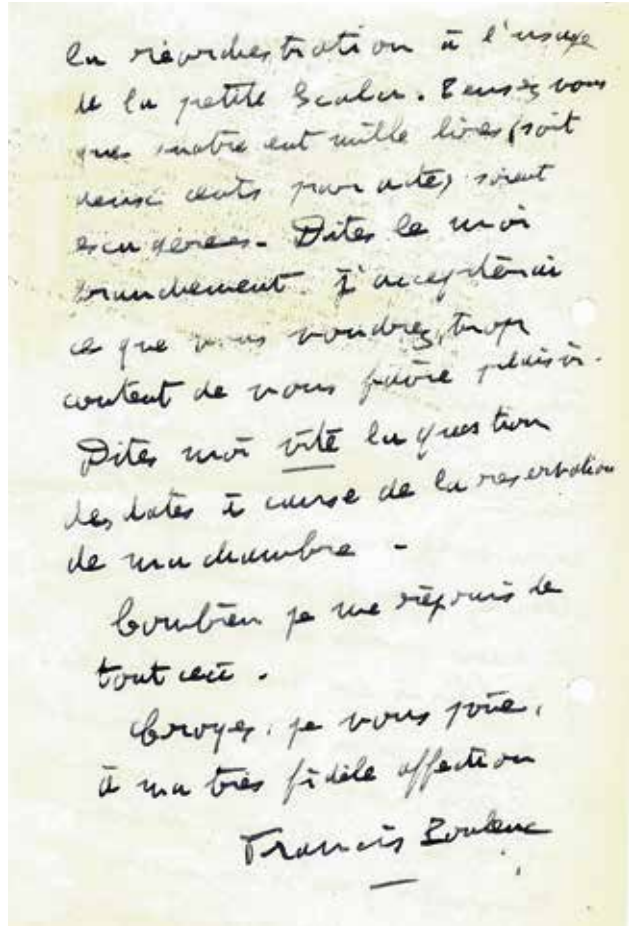 la réorchestration à l'usage
de la petite Scala. Pensez vous
que quatre cent mille lires (soit
deux cents par acte) soient
exagérées. Dites le moi
franchement. J'accepterai
ce que vous voudrez, trop
content de vous faire plaisir.
Dites moi vite la question
des dates à cause de la reservation
de ma chambre -
Combien je me réjouis de
tout ceci.
Croyez, je vous prie,
à ma très fidèle affection
Francis Poulenc